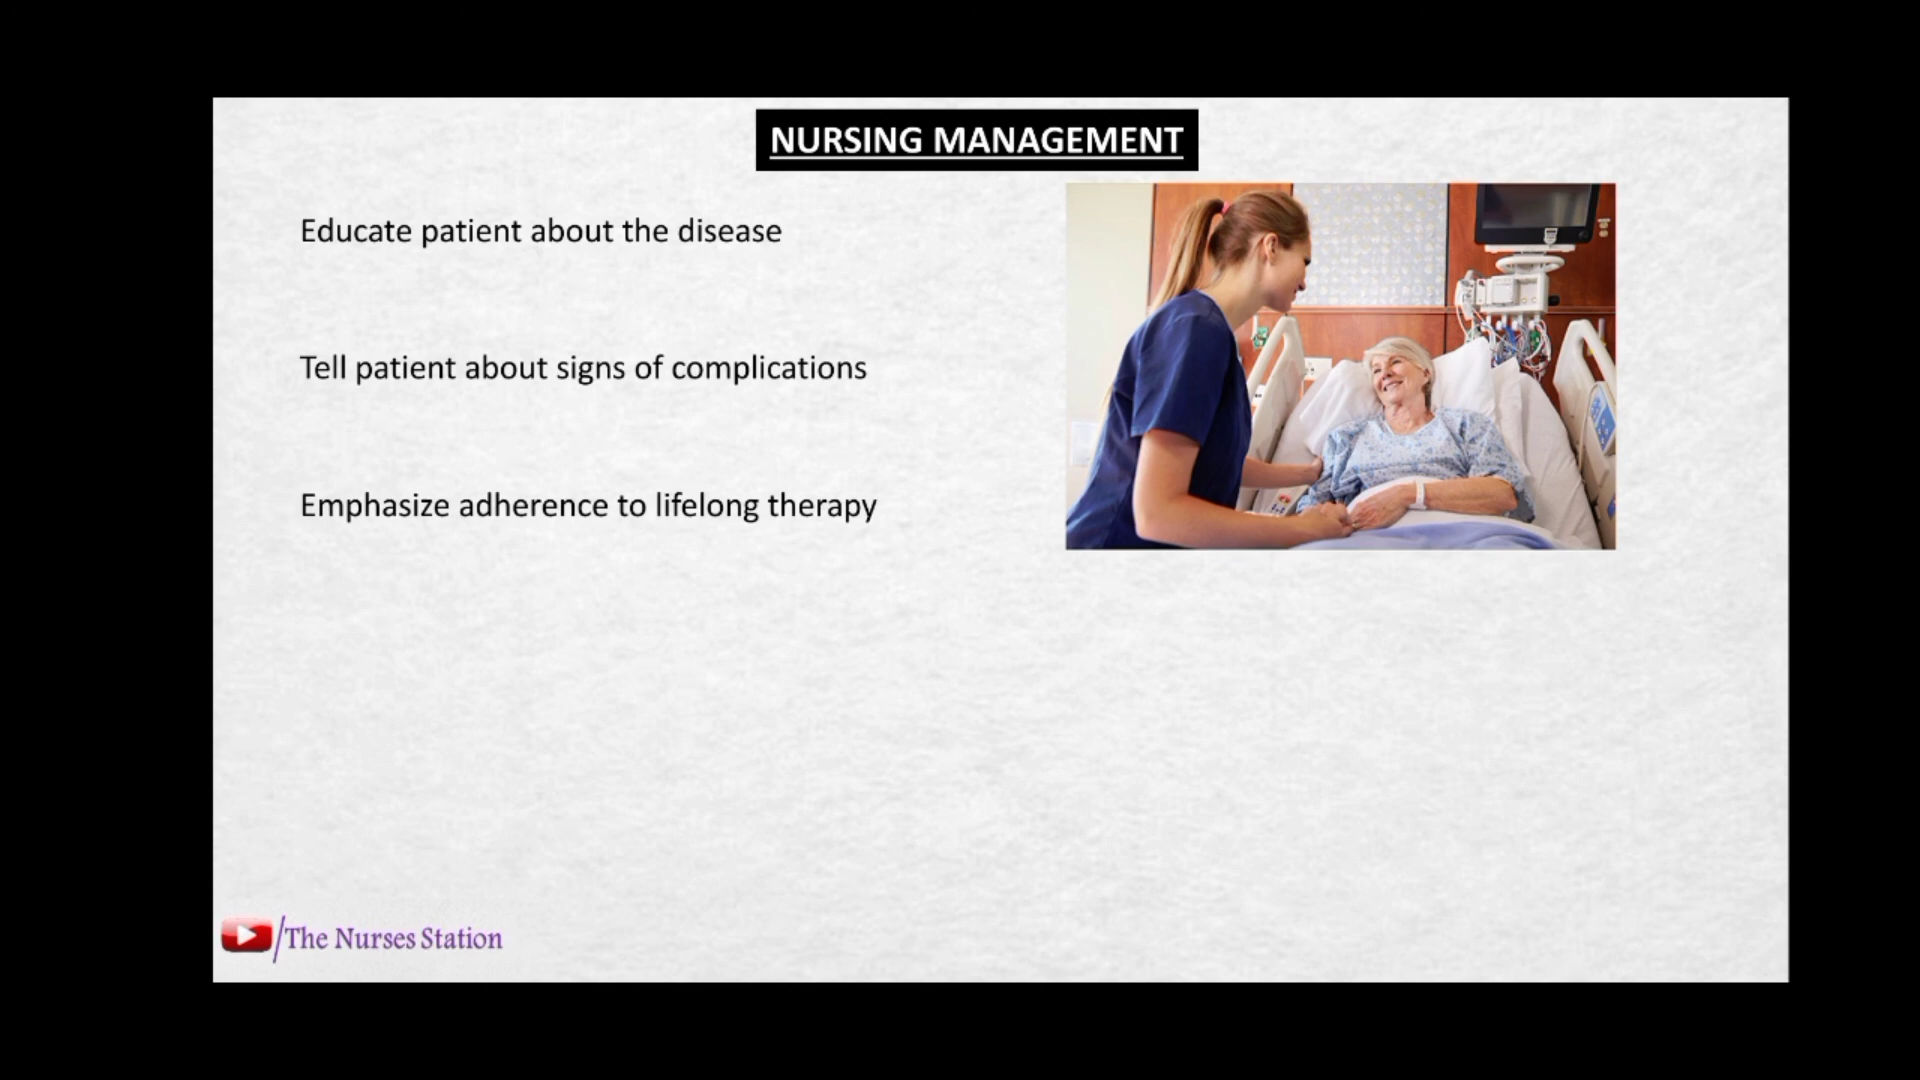 NURSING MANAGEMENT
Educate patient about the disease
Tell patient about signs of complications
Emphasize adherence to lifelong therapy
The Nurses Station